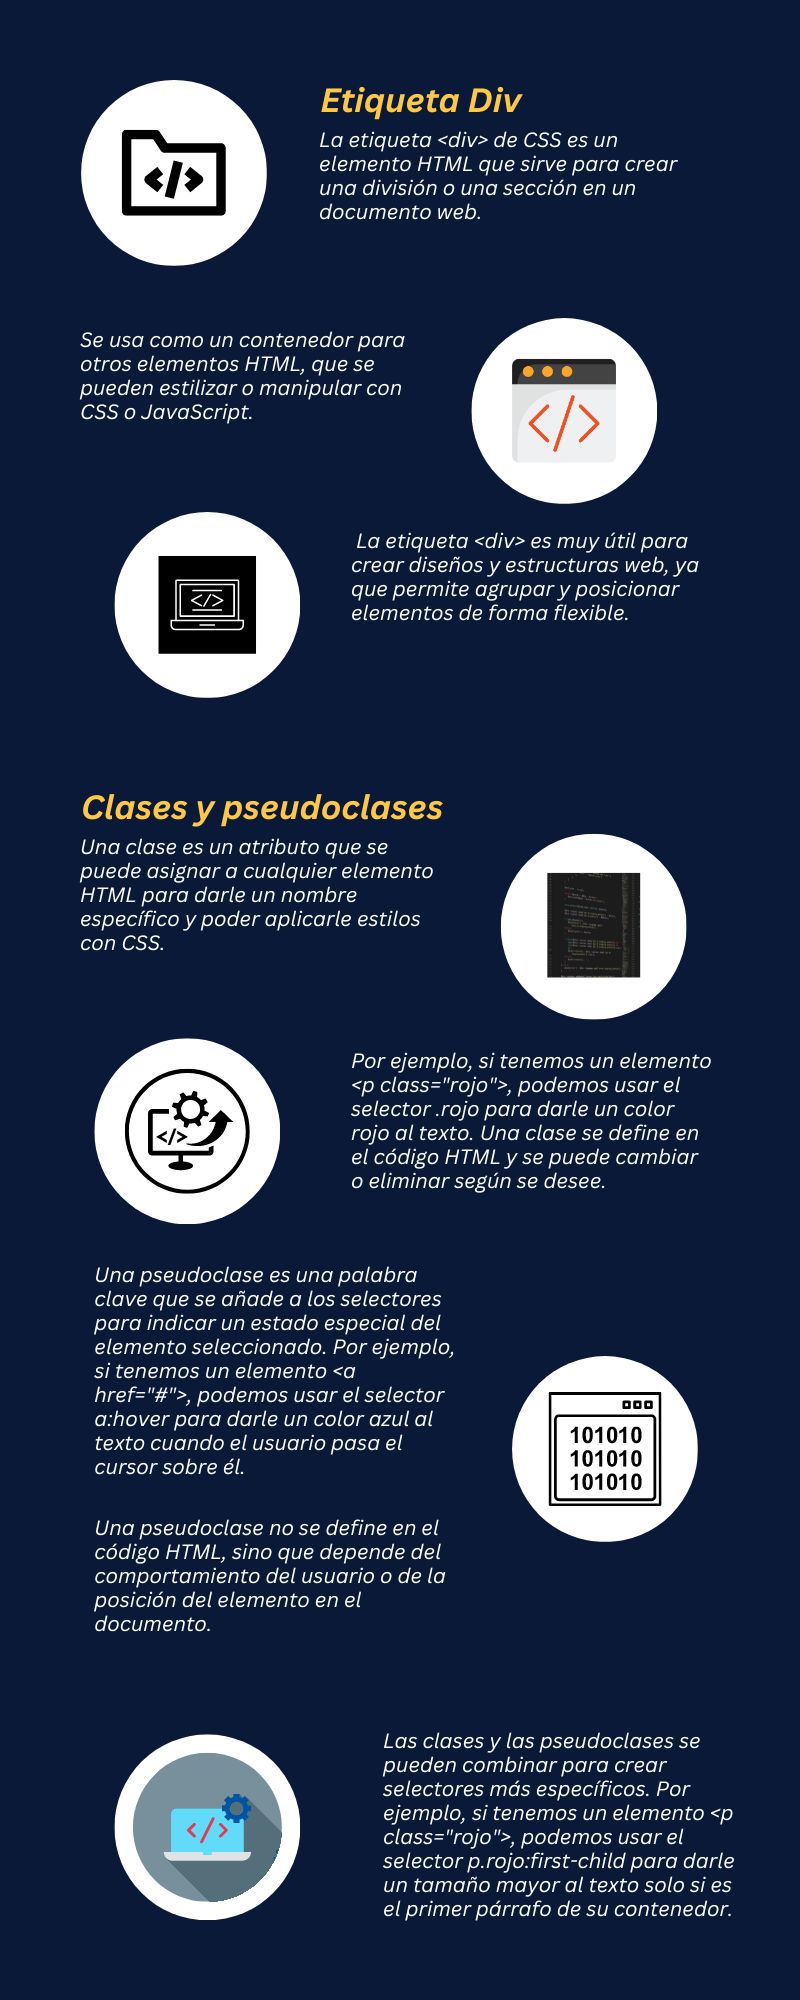 Etiqueta Div
La etiqueta <div> de CSS es un
elemento HTML que sirve para crear
una división o una sección en un
documento web.
Se usa como un contenedor para
otros elementos HTML, que se
pueden estilizar o manipular con
CSS o JavaScript.
La etiqueta <div> es muy útil para
crear diseños y estructuras web, ya
que permite agrupar y posicionar
elementos de forma flexible.
Clases y pseudoclases
Una clase es un atributo que se
puede asignar a cualquier elemento
HTML para darle un nombre
específico y poder aplicarle estilos
con CSS.
Por ejemplo, si tenemos un elemento
<p class="rojo">, podemos usar el
selector .rojo para darle un color
rojo al texto. Una clase se define en
el código HTML y se puede cambiar
o eliminar según se desee.
</>
Una pseudoclase es una palabra
clave que se añade a los selectores
para indicar un estado especial del
elemento seleccionado. Por ejemplo,
si tenemos un elemento <a
href="#">, podemos usar el selector
a:hover para darle un color azul al
texto cuando el usuario pasa el
cursor sobre él.
101010
101010
101010
Una pseudoclase no se define en el
código HTML, sino que depende del
comportamiento del usuario o de la
posición del elemento en el
documento.
Las clases y las pseudoclases se
pueden combinar para crear
selectores más específicos. Por
ejemplo, si tenemos un elemento <p
class="rojo">, podemos usar el
selector p.rojo:first-child para darle
un tamaño mayor al texto solo si es
el primer párrafo de su contenedor.